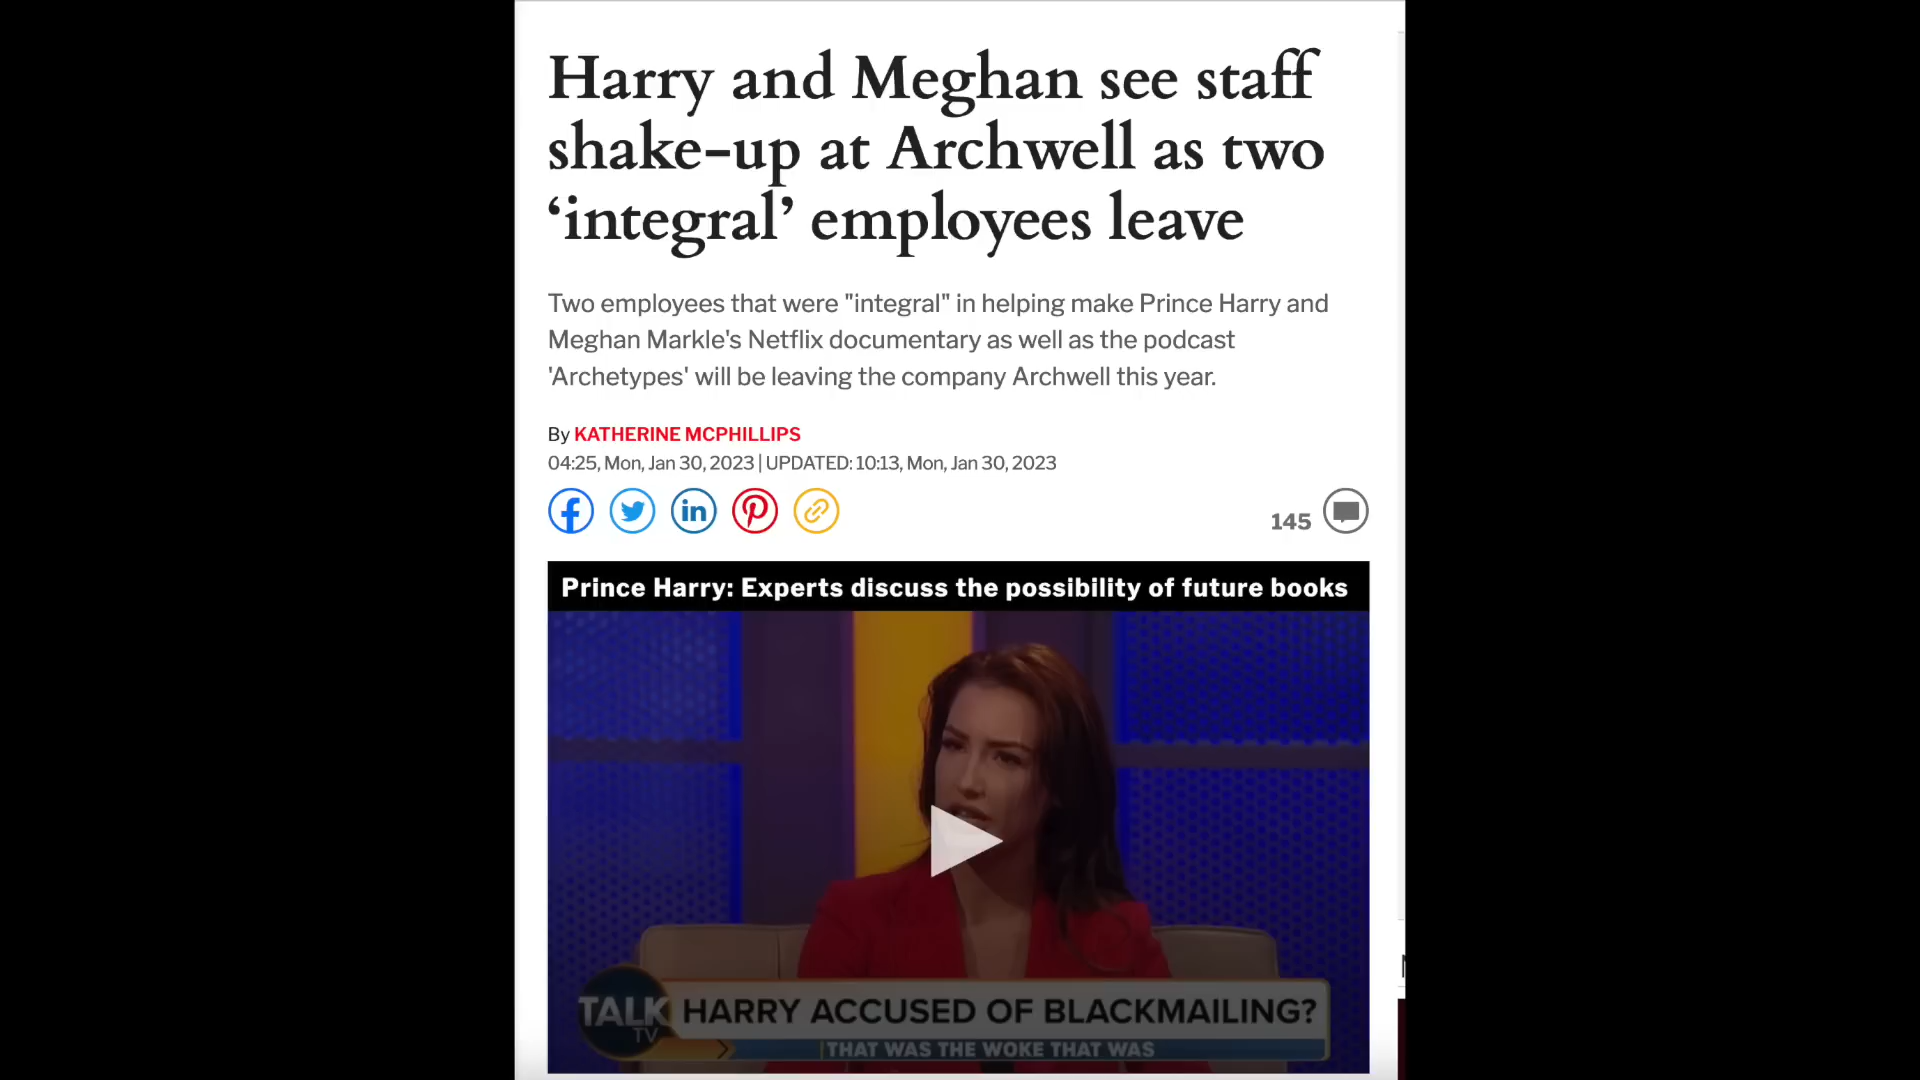 Harry and Meghan see staff
shake-up at Archwell as two
‘integral’ employees leave
Two employees that were "integral" in helping make Prince Harry and
Meghan Markle's Netflix documentary as well as the podcast
'Archetypes' will be leaving the company Archwell this year.
By KATHERINE MCPHILLIPS
04:25, Mon, Jan 30, 2023 | UPDATED: 10:13, Mon, Jan 30, 2023
145
Prince Harry: Experts discuss the possibility of future books
TALK TV
HARRY ACCUSED OF BLACKMAILING?
THAT WAS THE WOKE THAT WAS